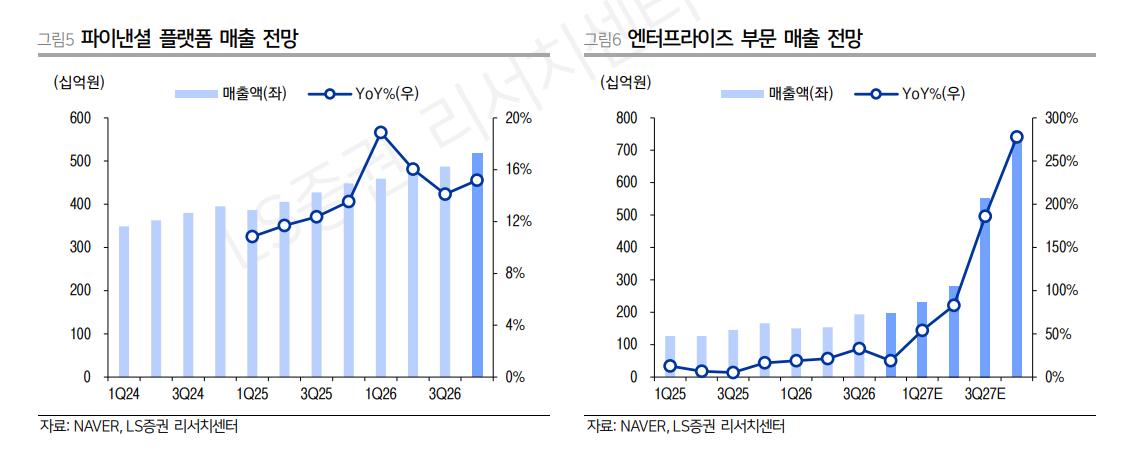 그림5 파이낸셜 플랫폼 매출 전망
(십억원)
매출액(좌) YoY%(우)
600 20%
500 16%
400 12%
300
200 8%
100 4%
0 0%
1Q24 3Q24 1Q25 3Q25 1Q26 3Q26
자료: NAVER, LS증권 리서치센터
그림6 엔터프라이즈 부문 매출 전망
(십억원)
매출액(좌) YoY%(우)
800 300%
700 250%
600
500 200%
400 150%
300 100%
200
100 50%
0 0%
1Q25 3Q25 1Q26 3Q26 1Q27E 3Q27E
자료: NAVER, LS증권 리서치센터
LS증권 리서치센터